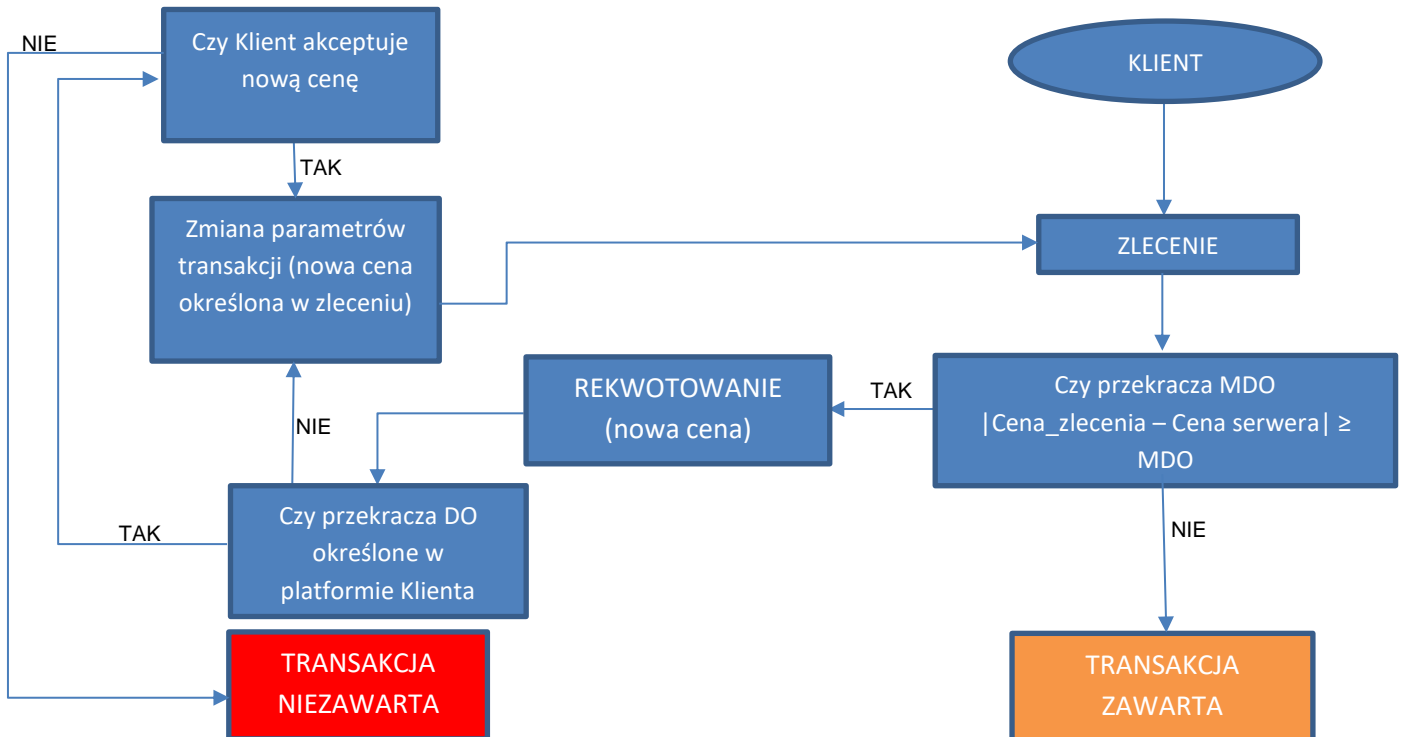 NIE
Czy Klient akceptuje
nową cenę
KLIENT
TAK
Zmiana parametrów
transakcji (nowa cena
określona w zleceniu)
ZLECENIE
REKWOTOWANIE
(nowa cena)
TAK
Czy przekracza MDO
|Cena_zlecenia – Cena serwera| ≥
MDO
NIE
TAK
Czy przekracza DO
określone w
platformie Klienta
NIE
TRANSAKCJA
NIEZAWARTA
TRANSAKCJA
ZAWARTA